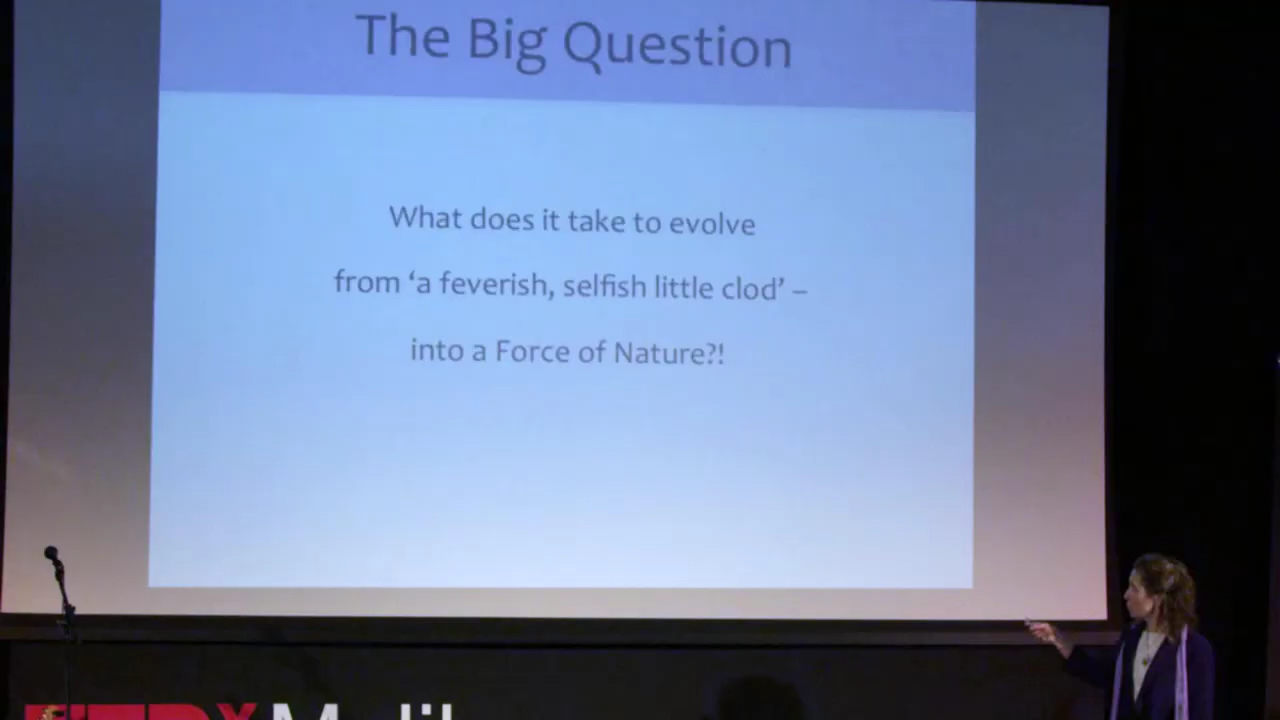 The Big Question
What does it take to evolve
from ‘a feverish, selfish little clod’ –
into a Force of Nature?!